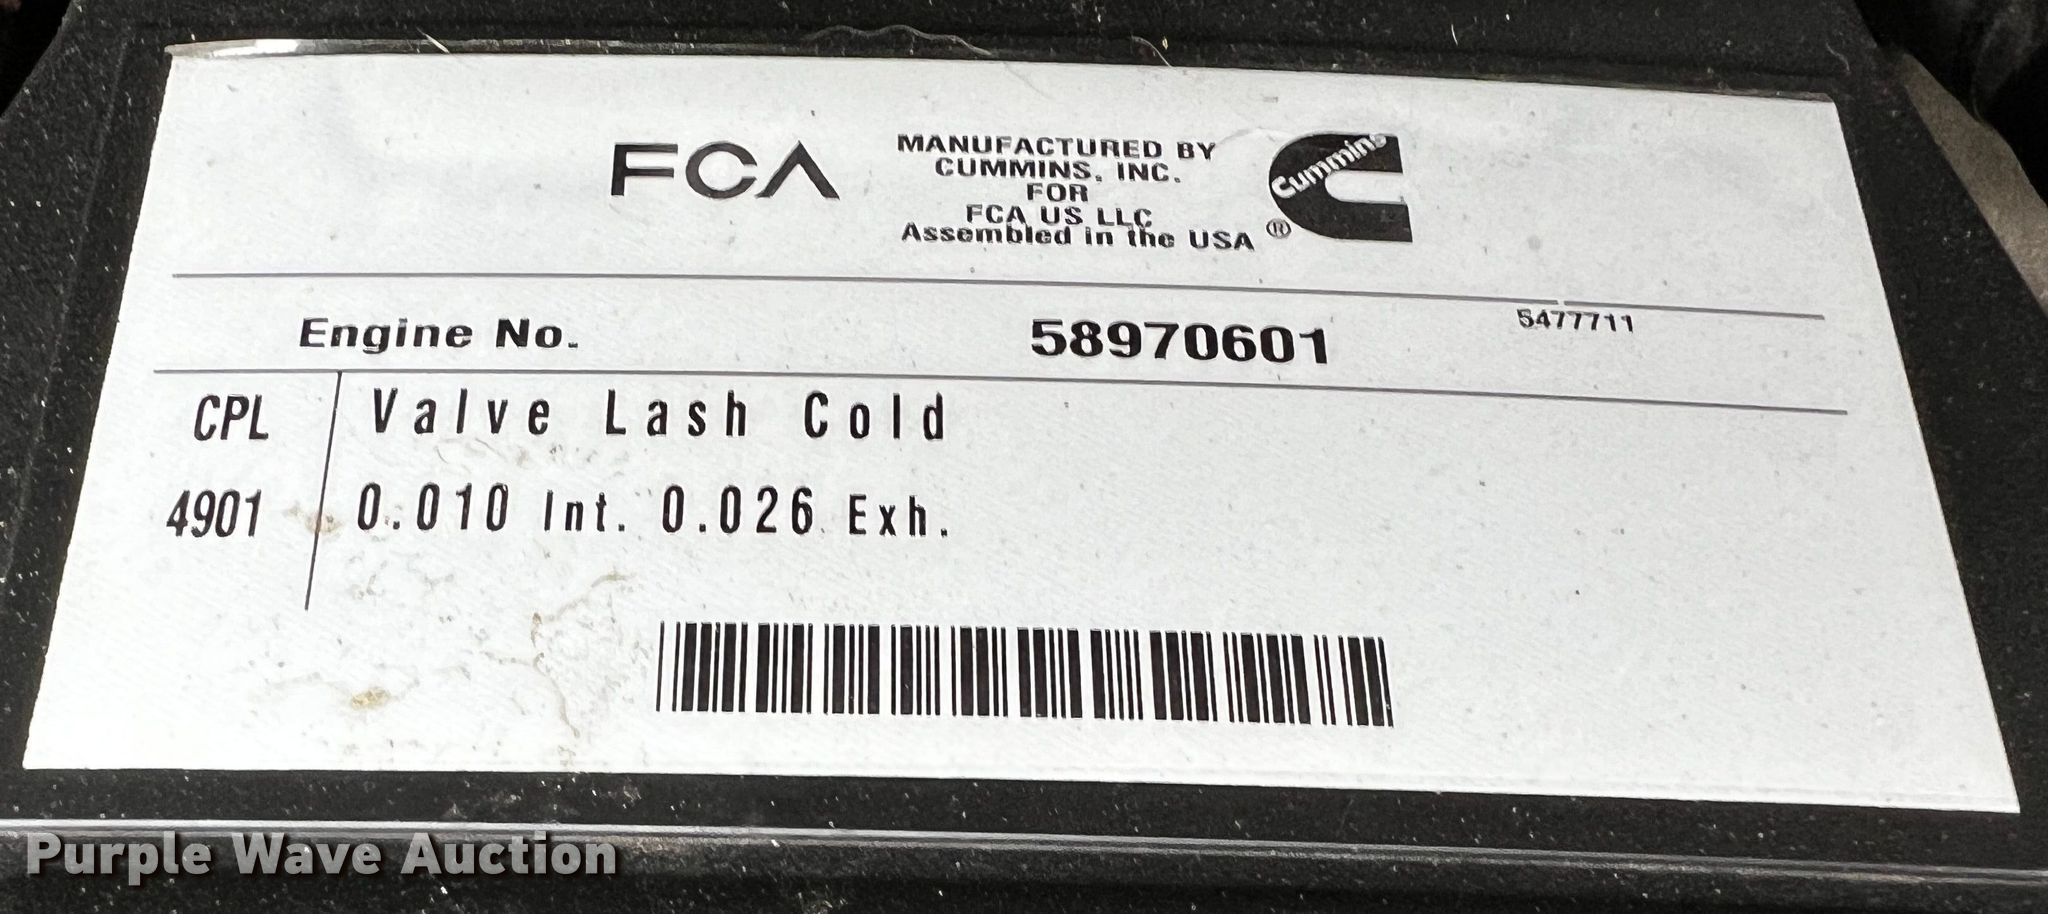 FCA
MANUFACTURED BY
CUMMINS, INC.
FOR
FCA US LLC
Assembled in the USA
Cummins
®
Engine No. 58970601
5477711
CPL Valve Lash Cold
4901 0.010 Int. 0.026 Exh.
Purple Wave Auction